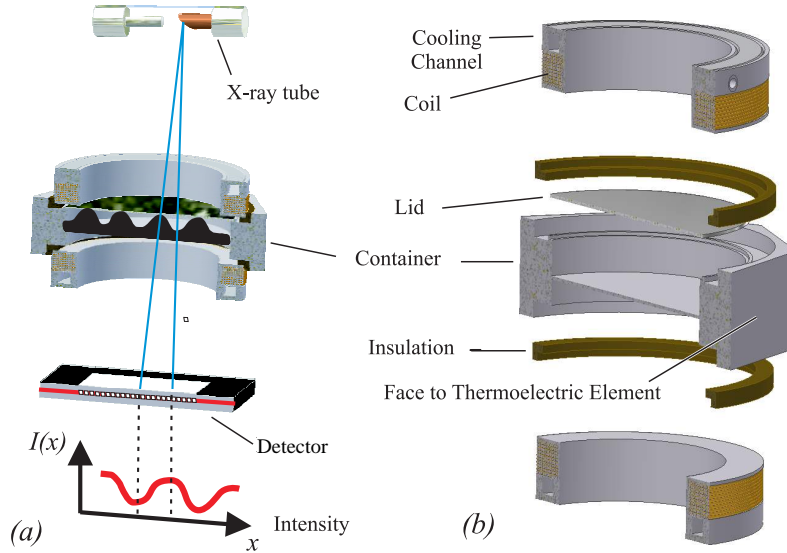 X-ray tube
Container
Detector
I(x)
Intensity
x
(a)
Cooling
Channel
Coil
Lid
Insulation
Face to Thermoelectric Element
(b)